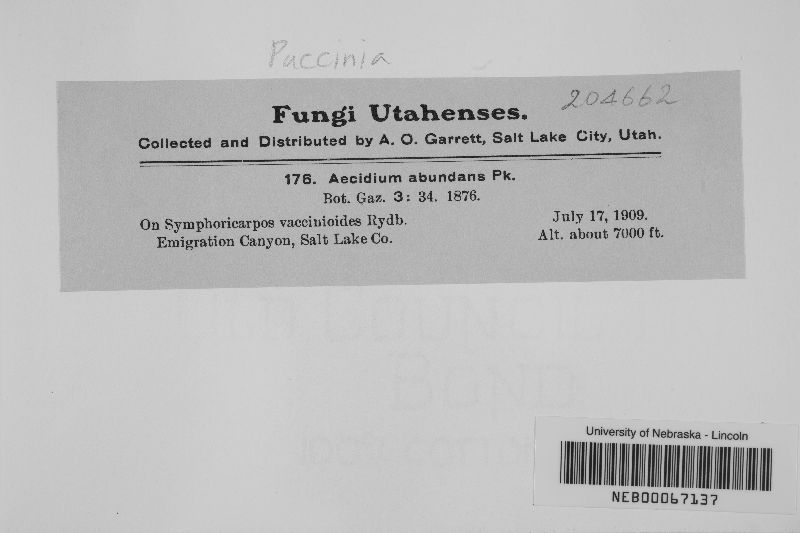 Puccinia
204662
Fungi Utahenses.
Collected and Distributed by A. O. Garrett, Salt Lake City, Utah.
176. Aecidium abundans Pk.
Bot. Gaz. 3: 34. 1876.
On Symphoricarpos vaccinioides Rydb. July 17, 1909.
Emigration Canyon, Salt Lake Co. Alt. about 7000 ft.
BOND
University of Nebraska - Lincoln
NEB00067137